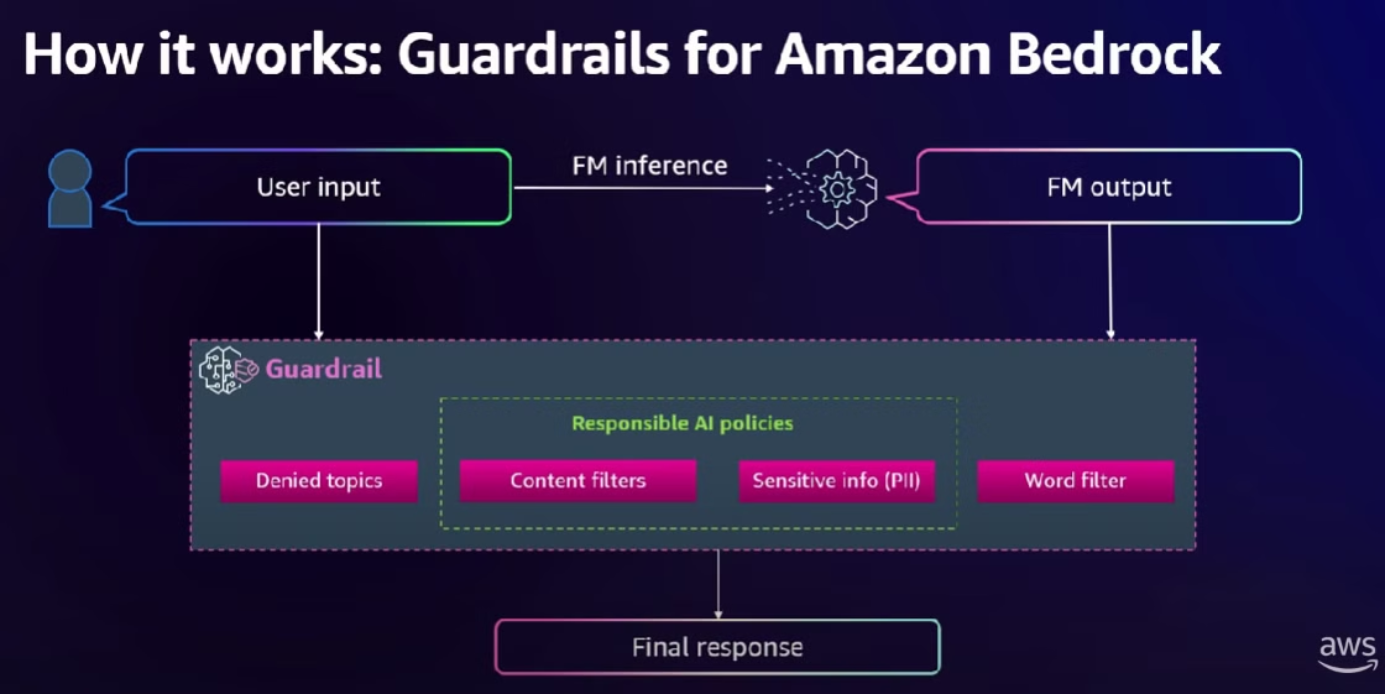 How it works: Guardrails for Amazon Bedrock
User input
FM inference
FM output
Guardrail
Responsible AI policies
Denied topics
Content filters
Sensitive info (PII)
Word filter
Final response
aws